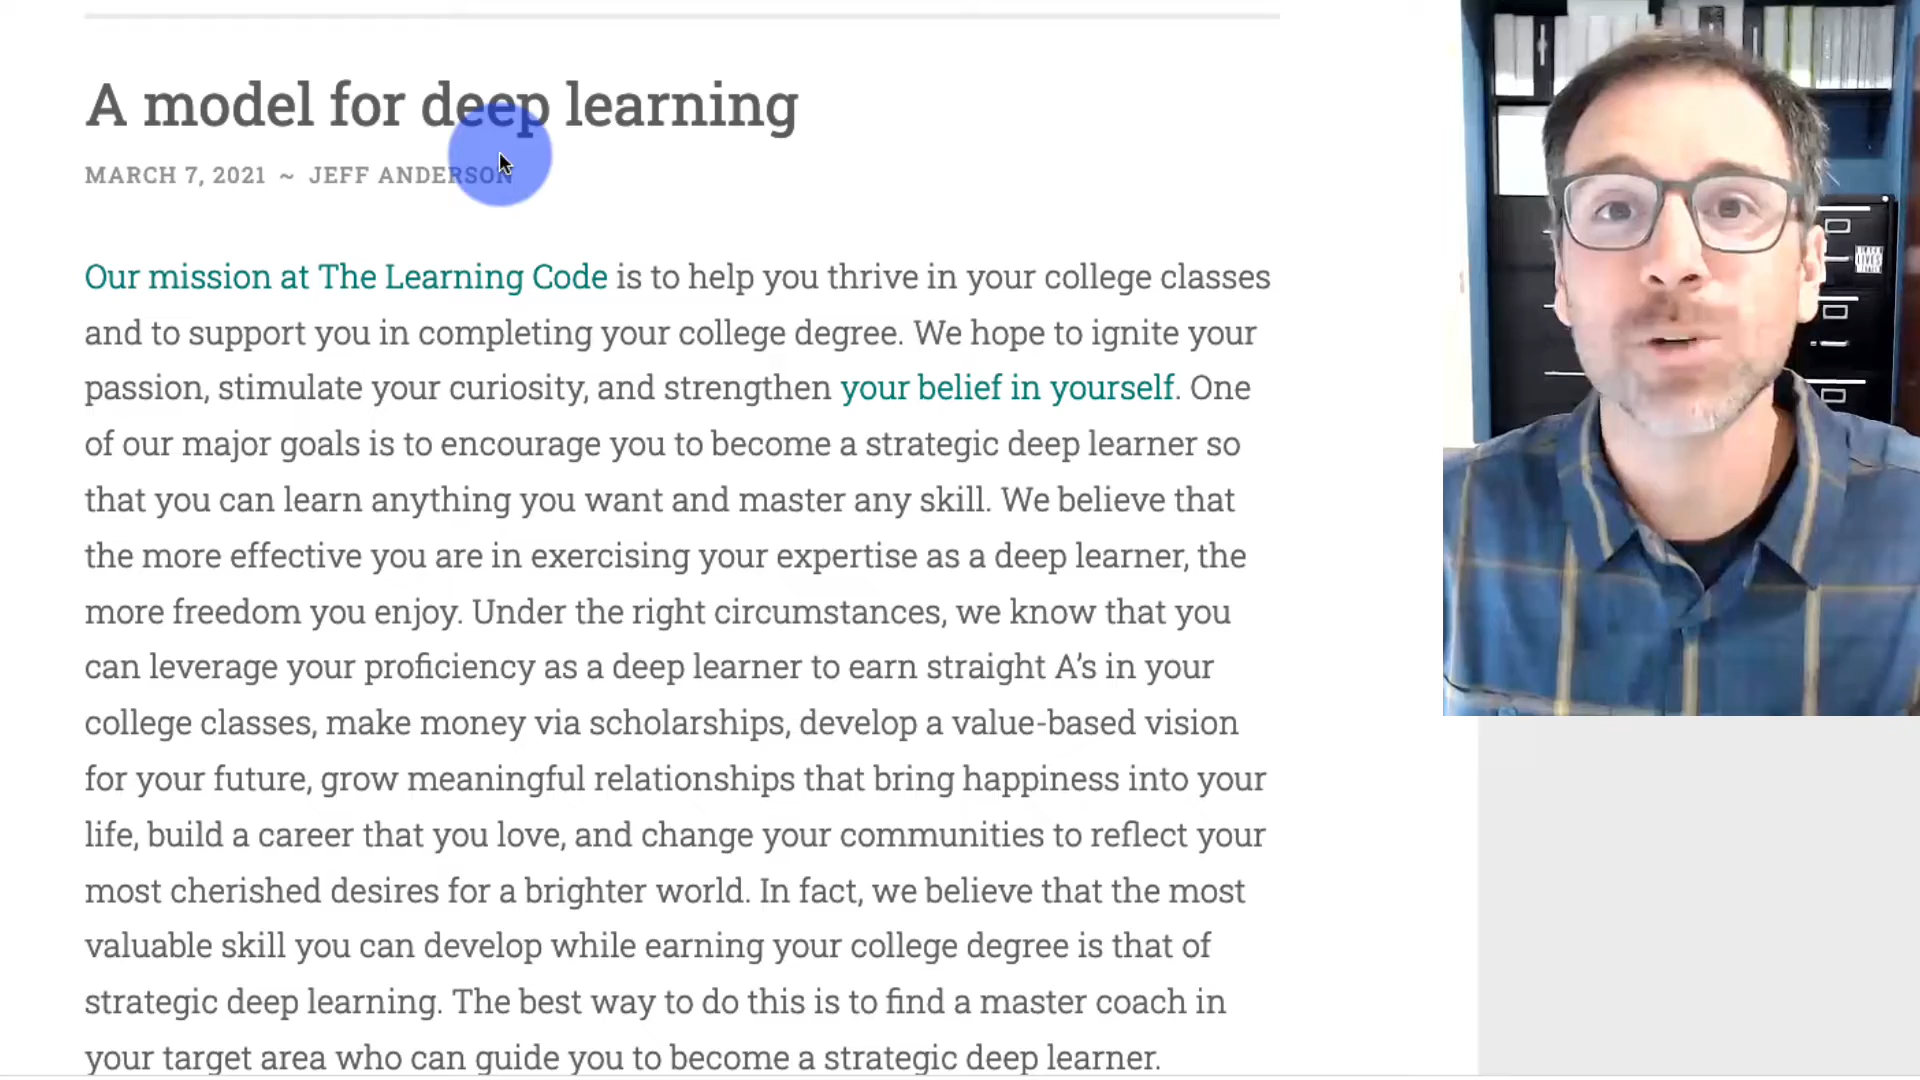 A model for deep learning
MARCH 7, 2021 ~ JEFF ANDERSON
Our mission at The Learning Code is to help you thrive in your college classes
and to support you in completing your college degree. We hope to ignite your
passion, stimulate your curiosity, and strengthen your belief in yourself. One
of our major goals is to encourage you to become a strategic deep learner so
that you can learn anything you want and master any skill. We believe that
the more effective you are in exercising your expertise as a deep learner, the
more freedom you enjoy. Under the right circumstances, we know that you
can leverage your proficiency as a deep learner to earn straight A’s in your
college classes, make money via scholarships, develop a value-based vision
for your future, grow meaningful relationships that bring happiness into your
life, build a career that you love, and change your communities to reflect your
most cherished desires for a brighter world. In fact, we believe that the most
valuable skill you can develop while earning your college degree is that of
strategic deep learning. The best way to do this is to find a master coach in
your target area who can guide you to become a strategic deep learner.
BLACK
LIVES
MATTER